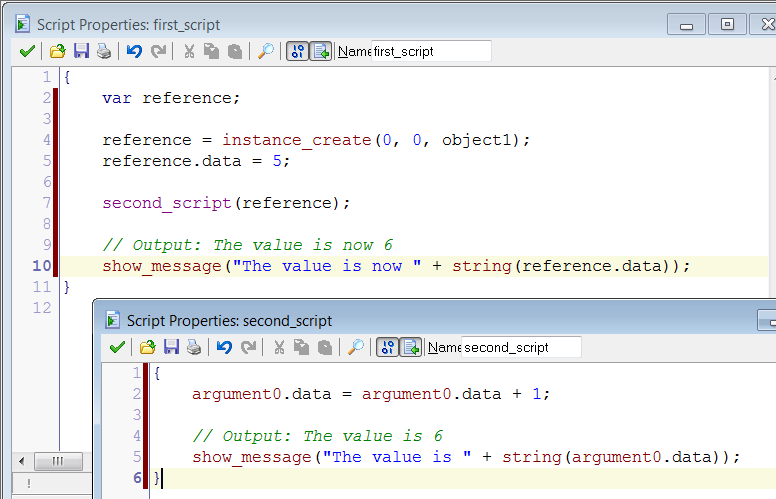 Script Properties: first_script
Name first_script
1 {
2 var reference;
3
4 reference = instance_create(0, 0, object1);
5 reference.data = 5;
6
7 second_script(reference);
8
9 // Output: The value is now 6
10 show_message("The value is now " + string(reference.data));
11 }
12
Script Properties: second_script
Name second_script
1 {
2 argument0.data = argument0.data + 1;
3
4 // Output: The value is 6
5 show_message("The value is " + string(argument0.data));
6 }